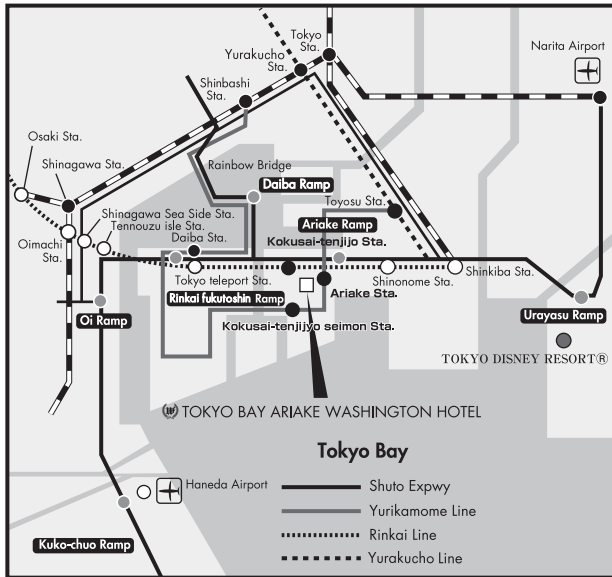 Tokyo
Sta.
Narita Airport
Yurakucho
Sta.
Shinbashi
Sta.
Osaki Sta.
Shinagawa Sta.
Rainbow Bridge
Daiba Ramp
Toyosu Sta.
Shinagawa Sea Side Sta.
Tennouzu isle Sta.
Ariake Ramp
Oimachi
Sta.
Daiba Sta.
Kokusai-tenjijo Sta.
Tokyo teleport Sta.
Shinonome Sta.
Shinkiba Sta.
Rinkai fukutoshin Ramp
Ariake Sta.
Oi Ramp
Kokusai-tenjijyo seimon Sta.
Urayasu Ramp
TOKYO DISNEY RESORT®
TOKYO BAY ARIAKE WASHINGTON HOTEL
Tokyo Bay
Haneda Airport
Shuto Expwy
Yurikamome Line
Rinkai Line
Kuko-chuo Ramp
Yurakucho Line